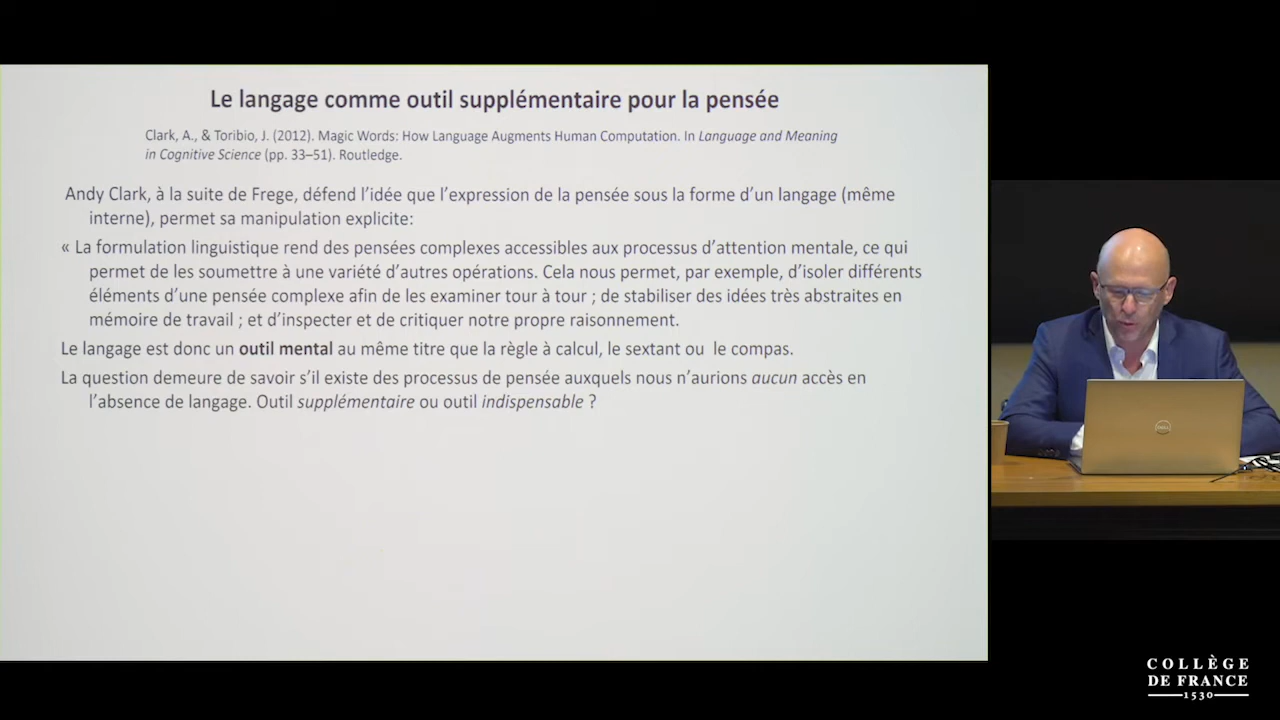 Le langage comme outil supplémentaire pour la pensée
Clark, A., & Toribio, J. (2012). Magic Words: How Language Augments Human Computation. In Language and Meaning
in Cognitive Science (pp. 33–51). Routledge.
Andy Clark, à la suite de Frege, défend l’idée que l’expression de la pensée sous la forme d’un langage (même
interne), permet sa manipulation explicite:
« La formulation linguistique rend des pensées complexes accessibles aux processus d’attention mentale, ce qui
permet de les soumettre à une variété d’autres opérations. Cela nous permet, par exemple, d’isoler différents
éléments d’une pensée complexe afin de les examiner tour à tour ; de stabiliser des idées très abstraites en
mémoire de travail ; et d’inspecter et de critiquer notre propre raisonnement.
Le langage est donc un outil mental au même titre que la règle à calcul, le sextant ou le compas.
La question demeure de savoir s’il existe des processus de pensée auxquels nous n’aurions aucun accès en
l’absence de langage. Outil supplémentaire ou outil indispensable ?
DELL
COLLÈGE
DE FRANCE
1530